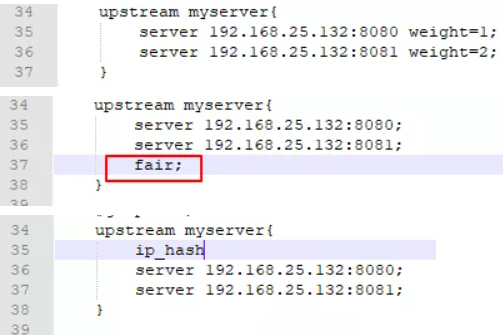 34 upstream myserver{
35 server 192.168.25.132:8080 weight=1;
36 server 192.168.25.132:8081 weight=2;
37 }
34 upstream myserver{
35 server 192.168.25.132:8080;
36 server 192.168.25.132:8081;
37 fair;
38 }
39
34 upstream myserver{
35 ip_hash
36 server 192.168.25.132:8080;
37 server 192.168.25.132:8081;
38 }
39